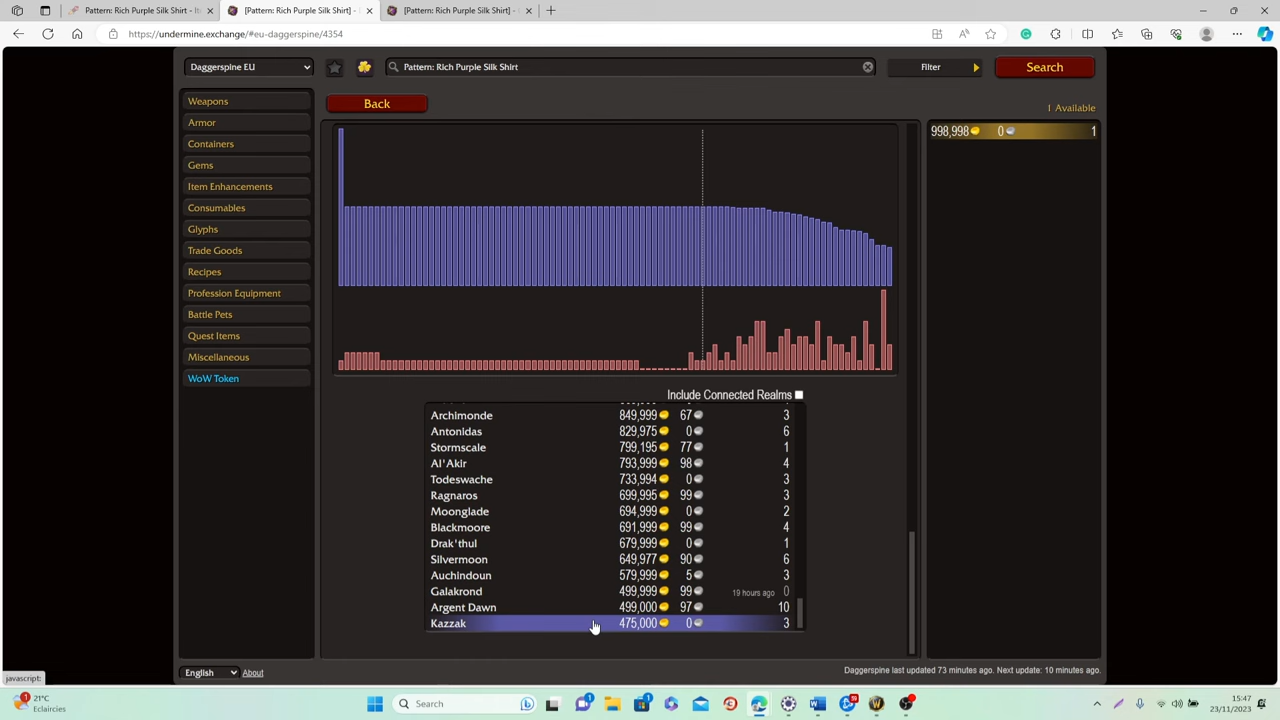 Pattern: Rich Purple Silk Shirt - It
[Pattern: Rich Purple Silk Shirt] -
[Pattern: Rich Purple Silk Shirt] - (
https://undermine.exchange/#eu-daggerspine/4354
Daggerspine EU
Pattern: Rich Purple Silk Shirt
Filter
Search
Back
1 Available
Weapons
998,998 0 1
Armor
Containers
Gems
Item Enhancements
Consumables
Glyphs
Trade Goods
Recipes
Profession Equipment
Battle Pets
Quest Items
Miscellaneous
WoW Token
Include Connected Realms
Archimonde 849,999 67 3
Antonidas 829,975 0 6
Stormscale 799,195 77 1
Al'Akir 793,999 98 4
Todeswache 733,994 0 3
Ragnaros 699,995 99 3
Moonglade 694,999 0 2
Blackmoore 691,999 99 4
Drak'thul 679,999 0 1
Silvermoon 649,977 90 6
Auchindoun 579,999 5 3
Galakrond 499,999 99 19 hours ago 0
Argent Dawn 499,000 97 10
Kazzak 475,000 0 3
English
About
Daggerspine last updated 73 minutes ago. Next update: 10 minutes ago.
javascript:
1
21°C
Eclaircies
Search
1
1
59
15:47
23/11/2023